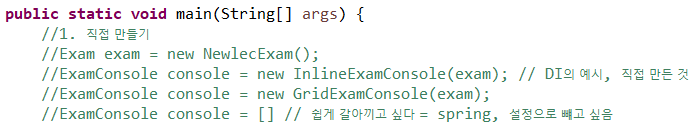 public static void main(String[] args) {
//1. 직접 만들기
//Exam exam = new NewlecExam();
//ExamConsole console = new InlineExamConsole(exam); // DI의 예시, 직접 만든 것
//ExamConsole console = new GridExamConsole(exam);
//ExamConsole console = [] // 쉽게 갈아끼고 싶다 = spring, 설정으로 빼고 싶음